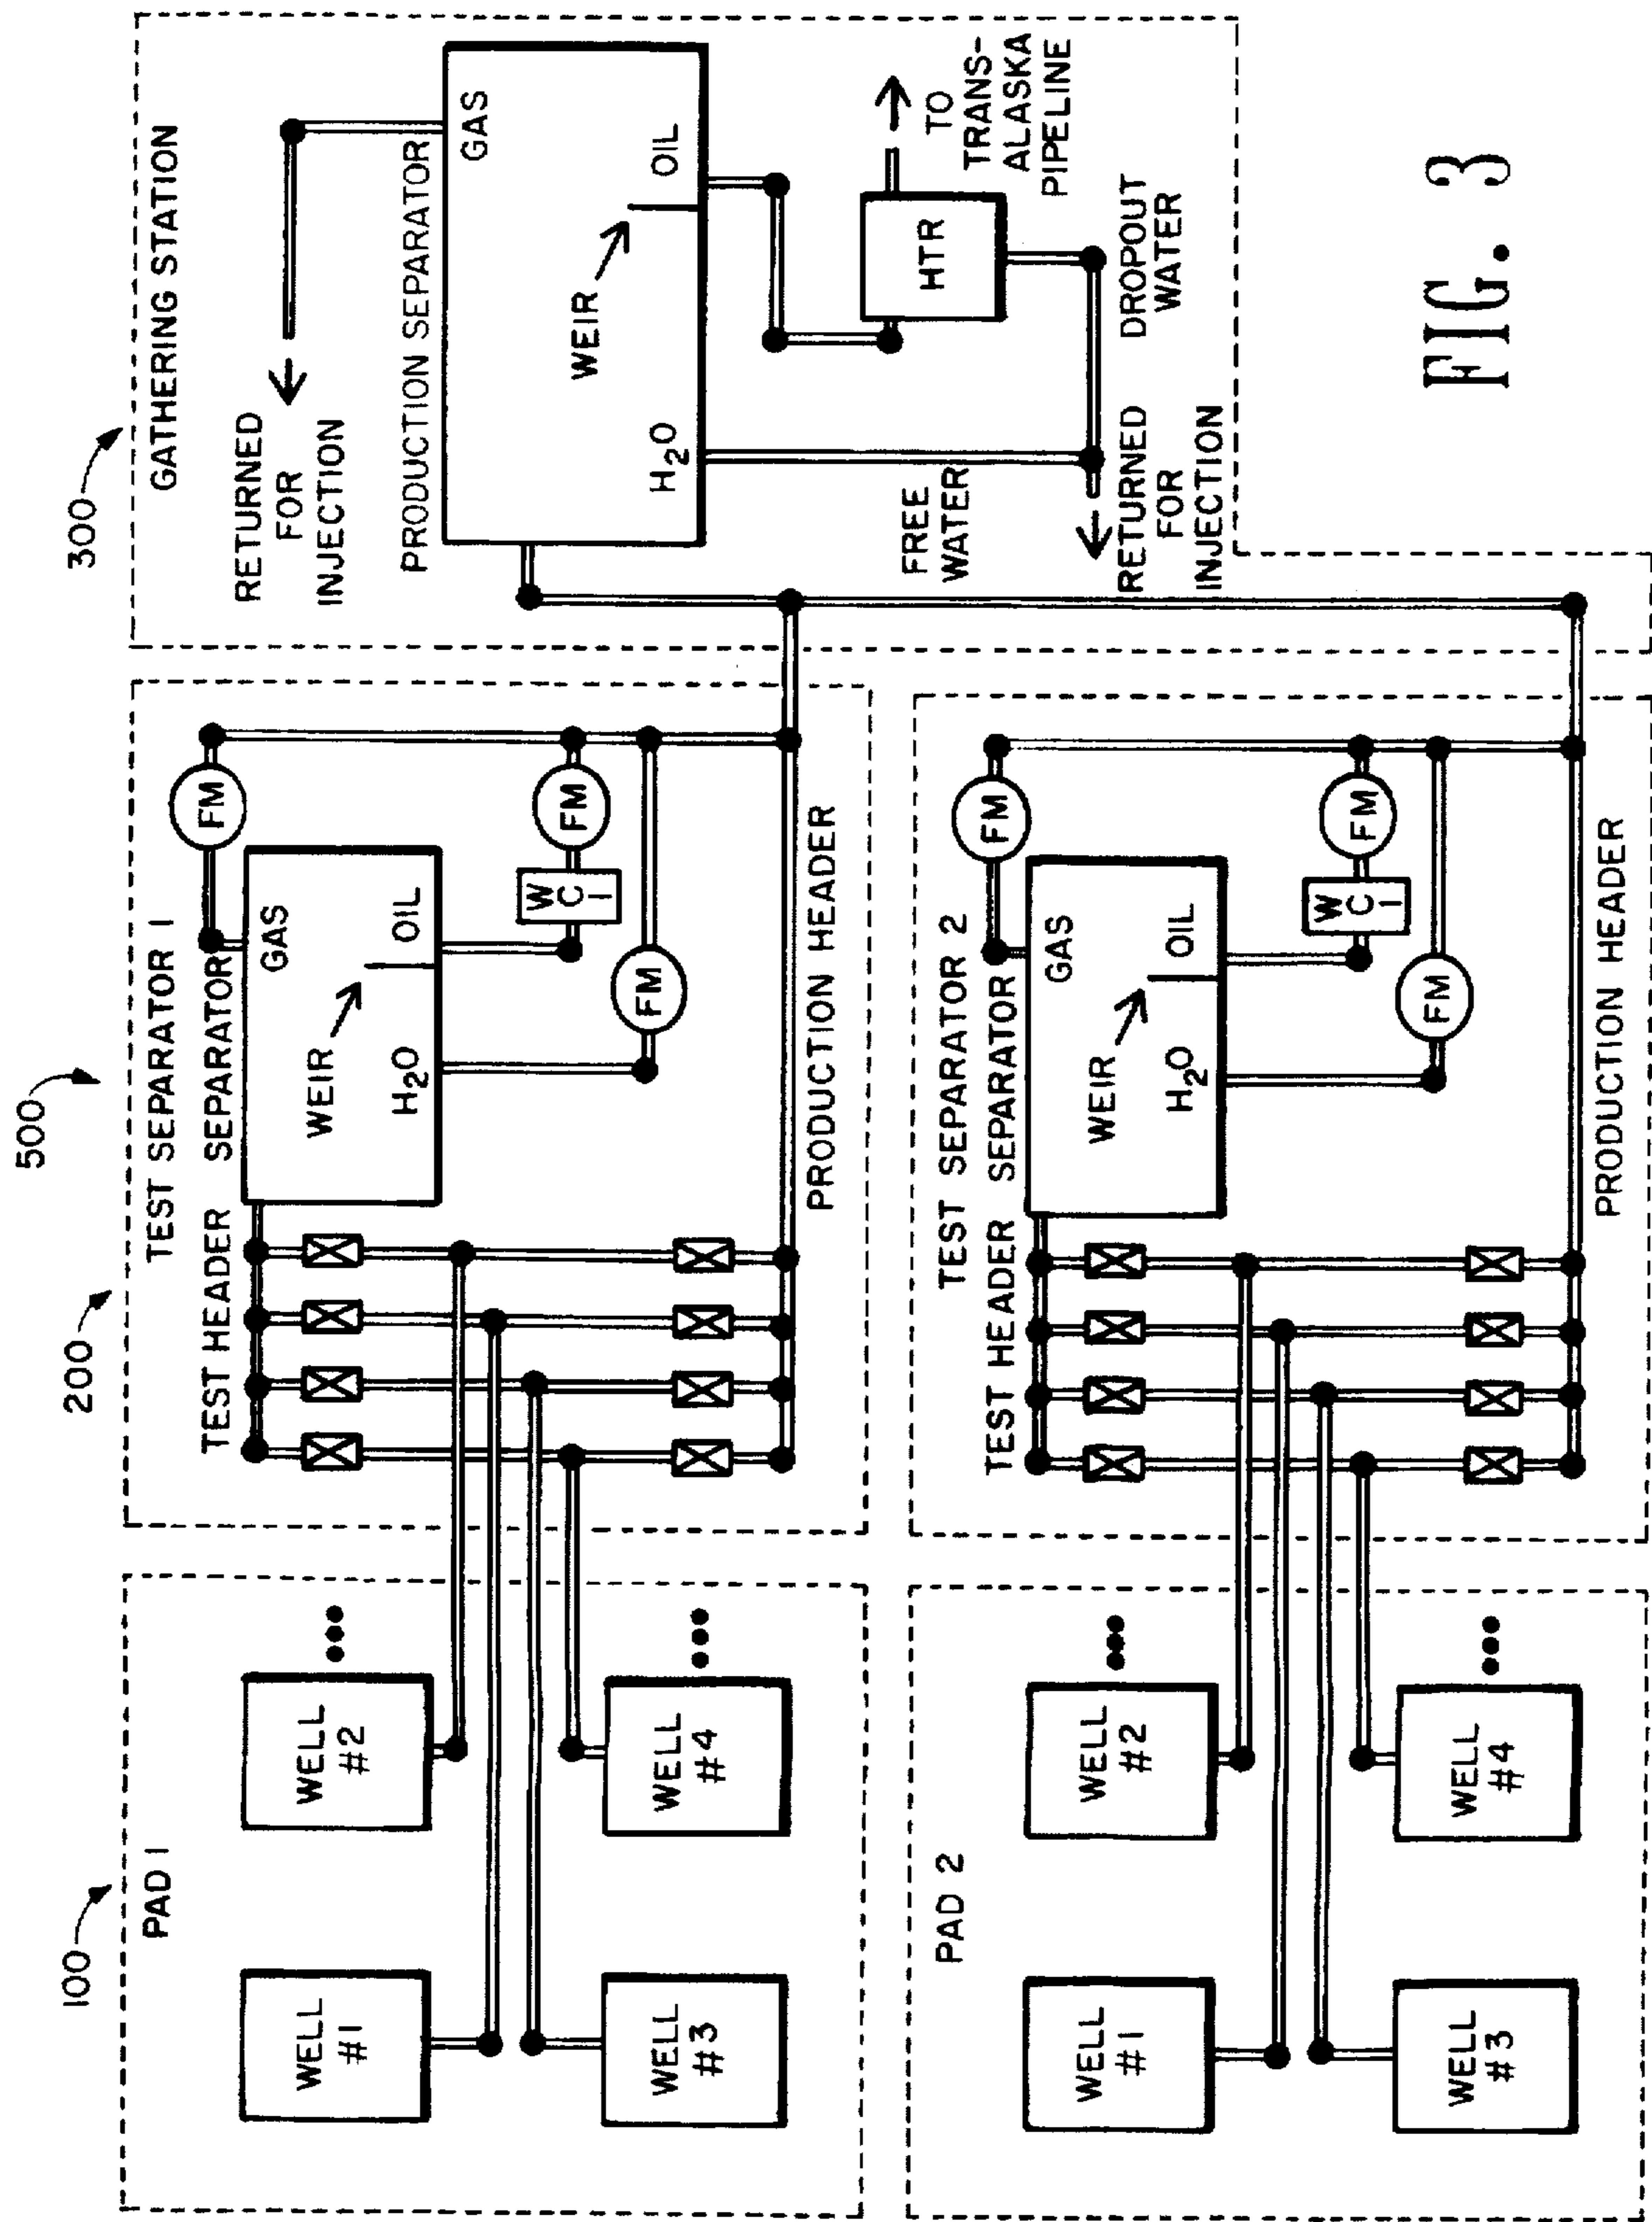 500
100
200
300
PAD 1
WELL
#1
WELL
#2
WELL
#3
WELL
#4
TEST SEPARATOR 1
TEST HEADER
SEPARATOR
GAS
WEIR
H2O
OIL
FM
WCI
FM
FM
PRODUCTION HEADER
GATHERING STATION
RETURNED
FOR
INJECTION
PRODUCTION SEPARATOR
GAS
WEIR
H2O
OIL
HTR
TO
TRANS-
ALASKA
PIPELINE
FREE
WATER
DROPOUT
WATER
RETURNED
FOR
INJECTION
PAD 2
WELL
#1
WELL
#2
WELL
#3
WELL
#4
TEST SEPARATOR 2
TEST HEADER
SEPARATOR
GAS
WEIR
H2O
OIL
FM
WCI
FM
FM
PRODUCTION HEADER
FIG. 3